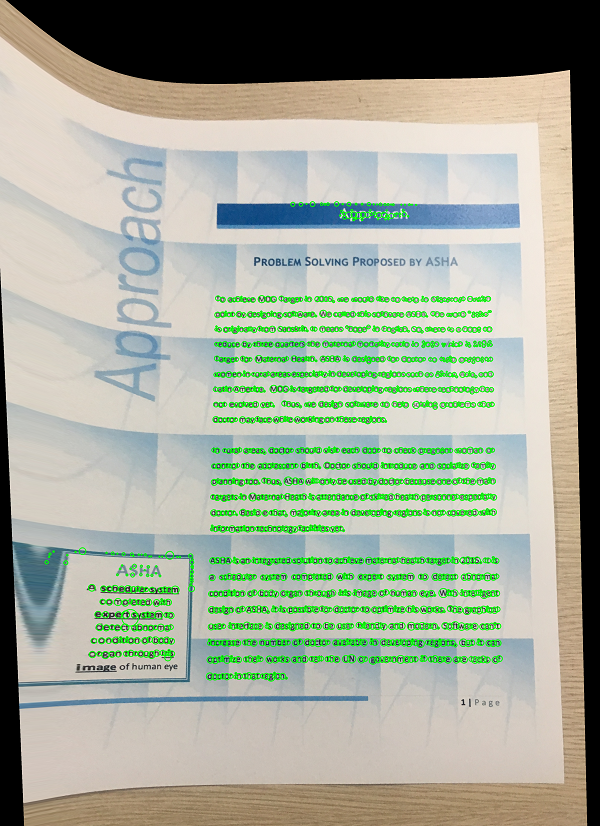 Approach
Approach
PROBLEM SOLVING PROPOSED BY ASHA
To achieve MDG Target in 2015, we would like to help in Maternal Health
point by designing software. We called this software ASHA. The word "asha"
is originally from Sanskrit. It means "hope" in English. So, there is a hope to
reduce by three quarters the maternal mortality ratio in 2015 which is MDG
Target for Maternal Health. ASHA is designed for doctor to help pregnant
women in rural areas especially in developing regions such as Africa, Asia, and
Latin America. MDG is targeted for developing regions where technology has
not evolved yet. Thus, we design software to help solving problems that
doctor may face while working on these regions.
In rural areas, doctor should visit each door to check pregnant woman or
control the adolescent birth. Doctor should introduce and socialize family
planning too. Thus, ASHA will only be used by doctor because one of the main
targets in Maternal Heath is attendance of skilled health personnel especially
doctor. Beside that, majority area in developing regions is not covered with
information technology facilities yet.
ASHA is an integrated solution to achieve maternal health target in 2015. It is
a scheduler system completed with expert system to detect abnormal
condition of body organ through iris image of human eye. With intelligent
design of ASHA, it is possible for doctor to optimize his works. The graphical
user interface is designed to be user friendly and modern. Software can't
increase the number of doctor available in developing regions, but it can
optimize their works and tell the UN or government if there are lacks of
doctor in that region.
ASHA
A scheduler system
completed with
expert system to
detect abnormal
condition of body
organ through iris
image of human eye
1 | Page